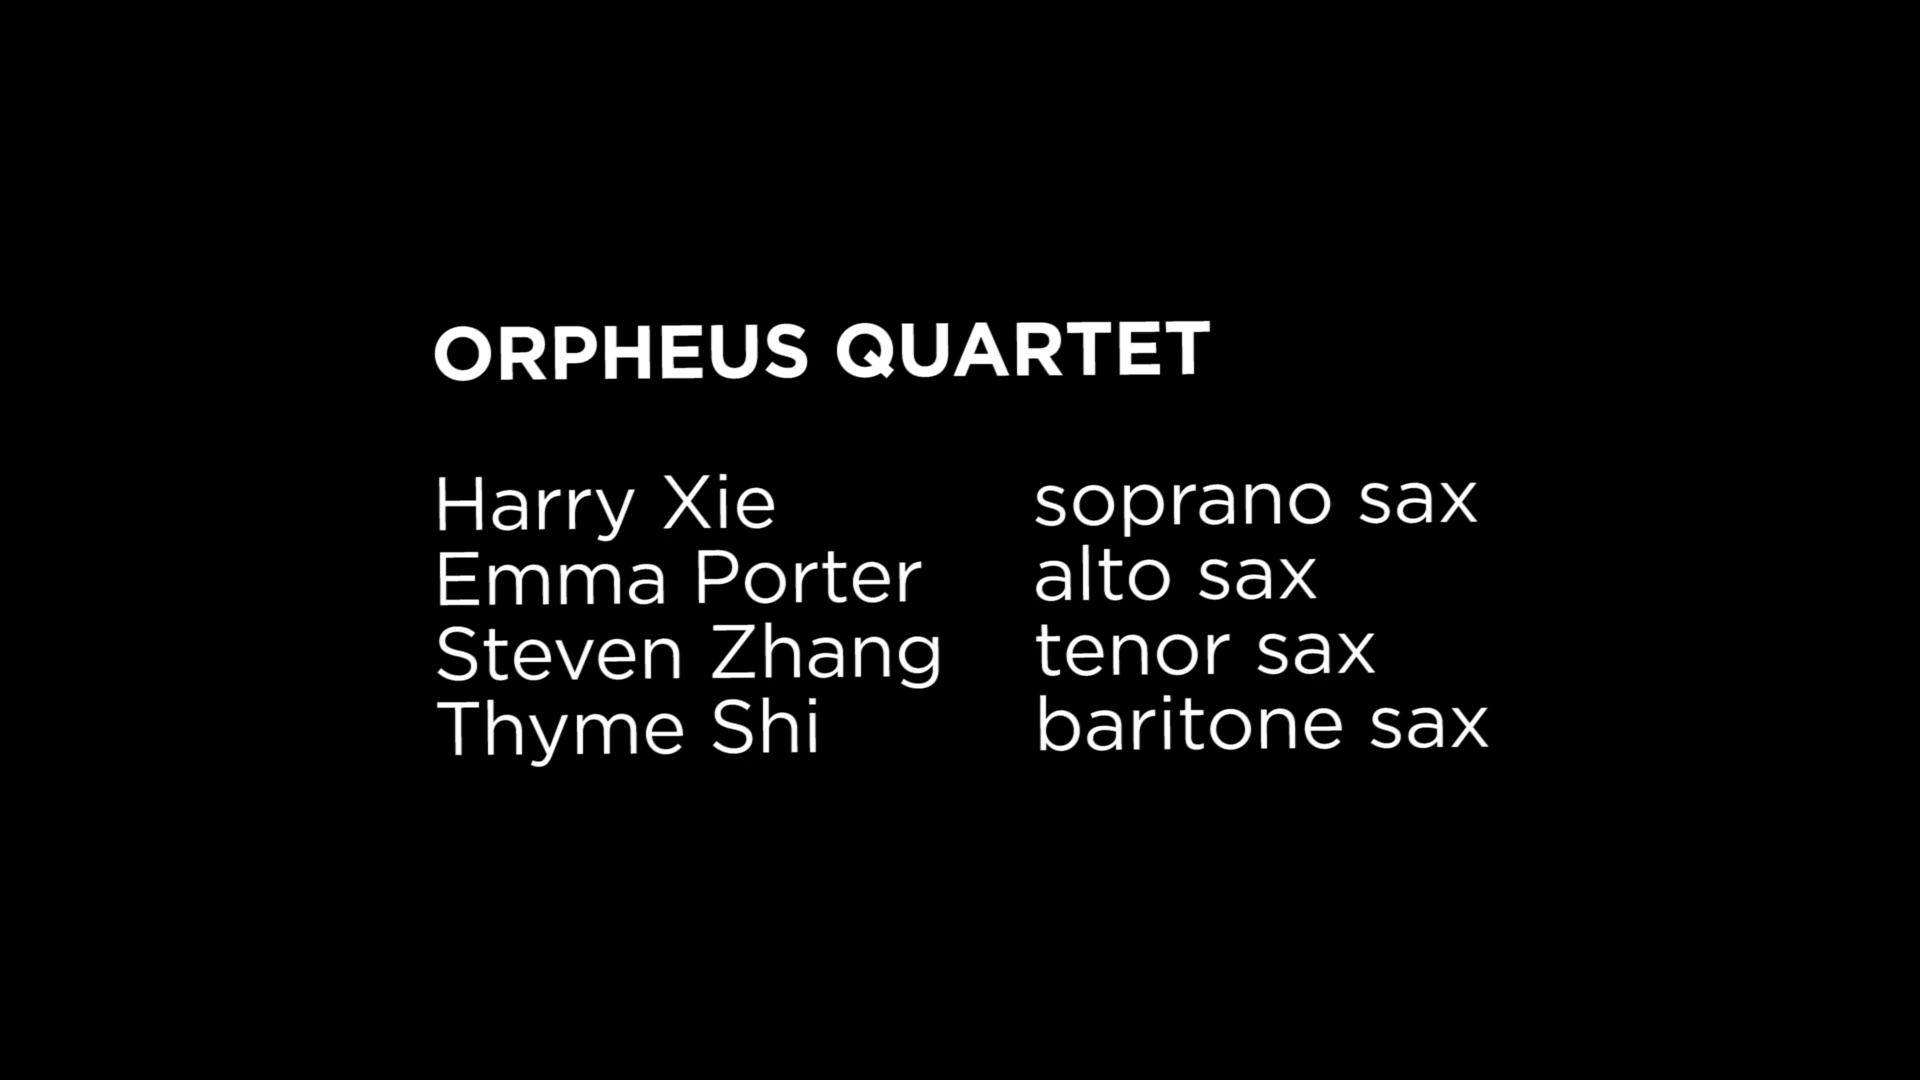 ORPHEUS QUARTET
Harry Xie soprano sax
Emma Porter alto sax
Steven Zhang tenor sax
Thyme Shi baritone sax